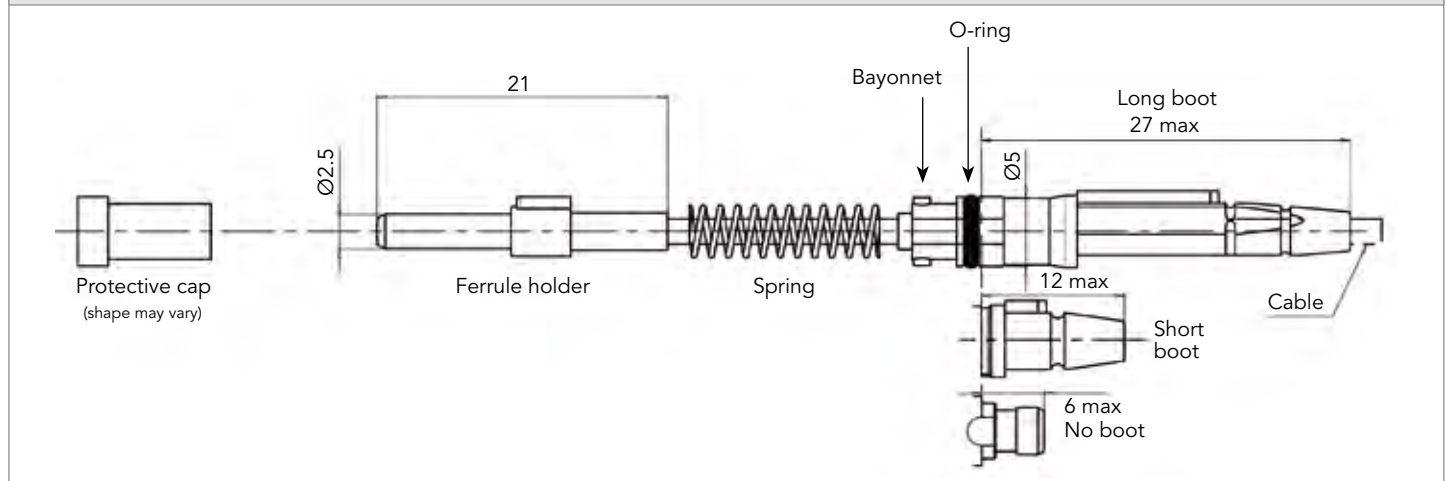 O-ring
Bayonnet
21
Long boot
27 max
Ø2.5
Ø5
Protective cap
(shape may vary)
Ferrule holder
Spring
12 max
Cable
Short
boot
6 max
No boot